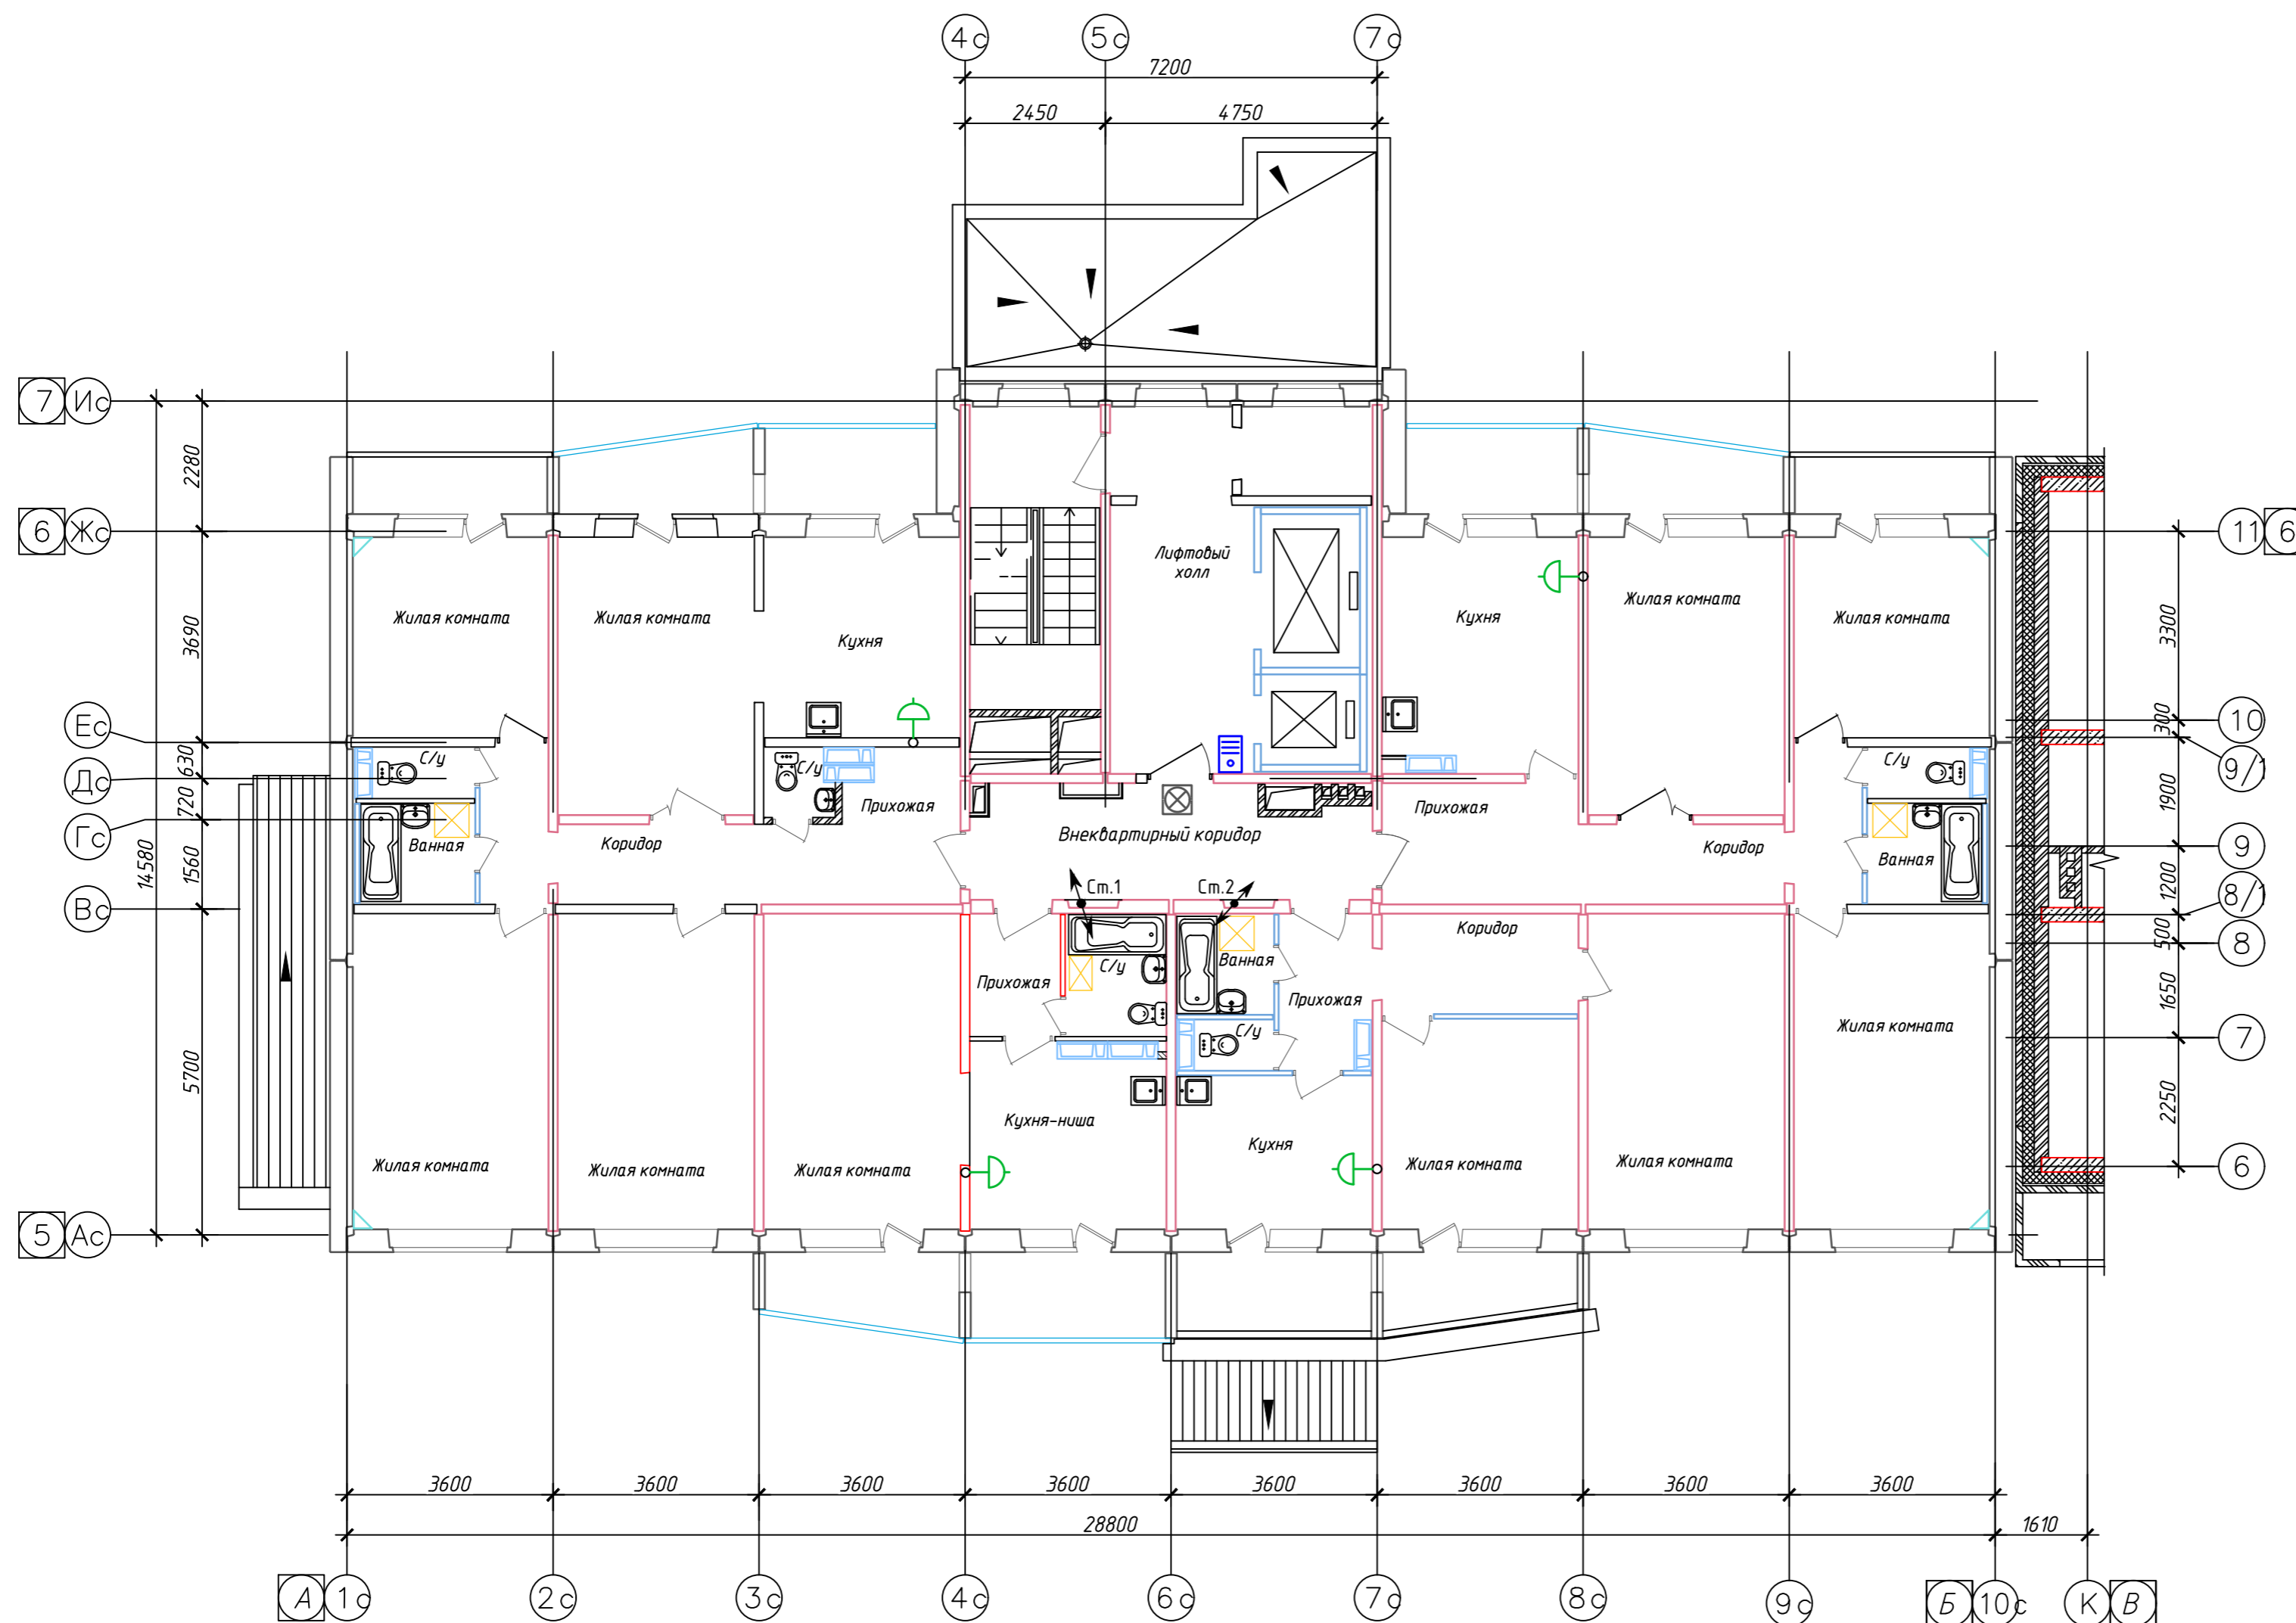 4с 5с 7с
7200
2450 4750
7 Ис
2280
6 Жс
11 6
Лифтовый
холл
Жилая комната Жилая комната Кухня Кухня Жилая комната Жилая комната
3690
3300
Ес
10
300
630
С/у С/у С/у
Дс
9/1
720
Прихожая Прихожая
1900
Гс
Ванная Коридор Внеквартирный коридор Коридор Ванная
9
14580
1560
1200
Ст.1 Ст.2
8/1
Вс
Коридор
500
8
С/у Ванная
Прихожая Прихожая
1650
С/у
Жилая комната
7
5700
2250
Кухня-ниша Кухня
Жилая комната Жилая комната Жилая комната Жилая комната Жилая комната
6
5 Ас
3600 3600 3600 3600 3600 3600 3600 3600
28800 1610
А 1с 2с 3с 4с 6с 7с 8с 9с Б 10с К В